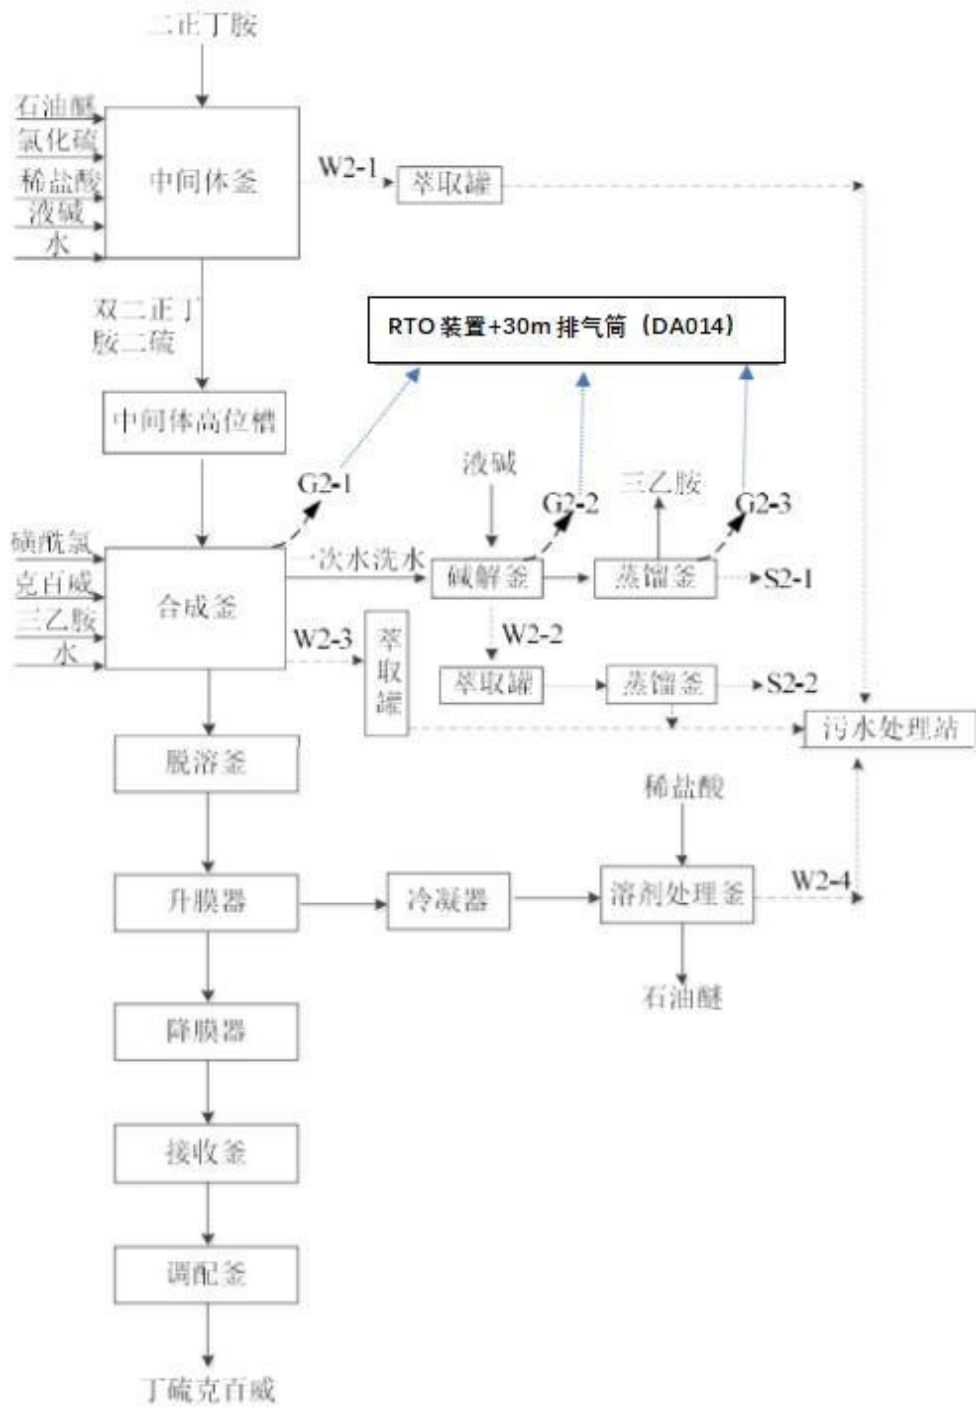 二正丁胺
石油醚
氯化硫
稀盐酸
液碱
水
中间体釜
W2-1
萃取罐
双二正丁
胺二硫
RTO 装置+30m 排气筒（DA014）
中间体高位槽
G2-1
液碱
G2-2
三乙胺
G2-3
磺酰氯
克百威
三乙胺
水
合成釜
一次水洗水
碱解釜
蒸馏釜
S2-1
W2-3
萃取罐
W2-2
萃取罐
蒸馏釜
S2-2
污水处理站
脱溶釜
稀盐酸
升膜器
冷凝器
溶剂处理釜
W2-4
石油醚
降膜器
接收釜
调配釜
丁硫克百威